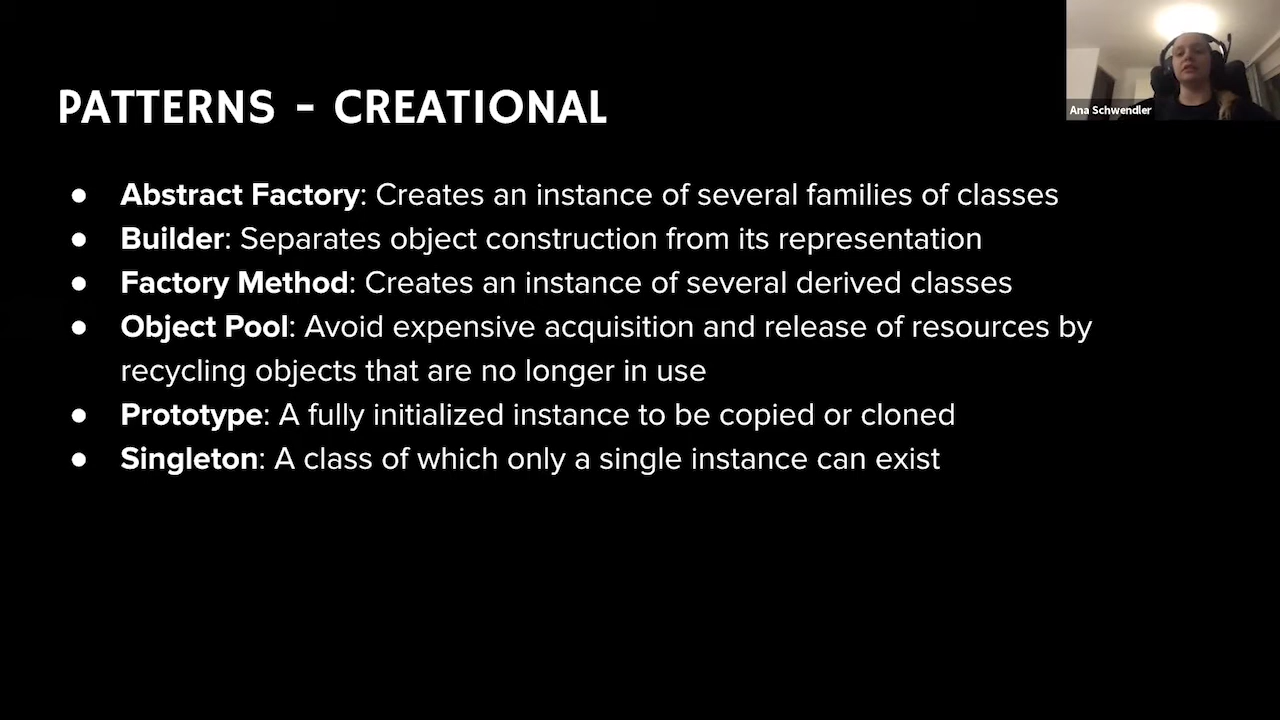 PATTERNS - CREATIONAL
Ana Schwendler
● Abstract Factory: Creates an instance of several families of classes
● Builder: Separates object construction from its representation
● Factory Method: Creates an instance of several derived classes
● Object Pool: Avoid expensive acquisition and release of resources by
recycling objects that are no longer in use
● Prototype: A fully initialized instance to be copied or cloned
● Singleton: A class of which only a single instance can exist